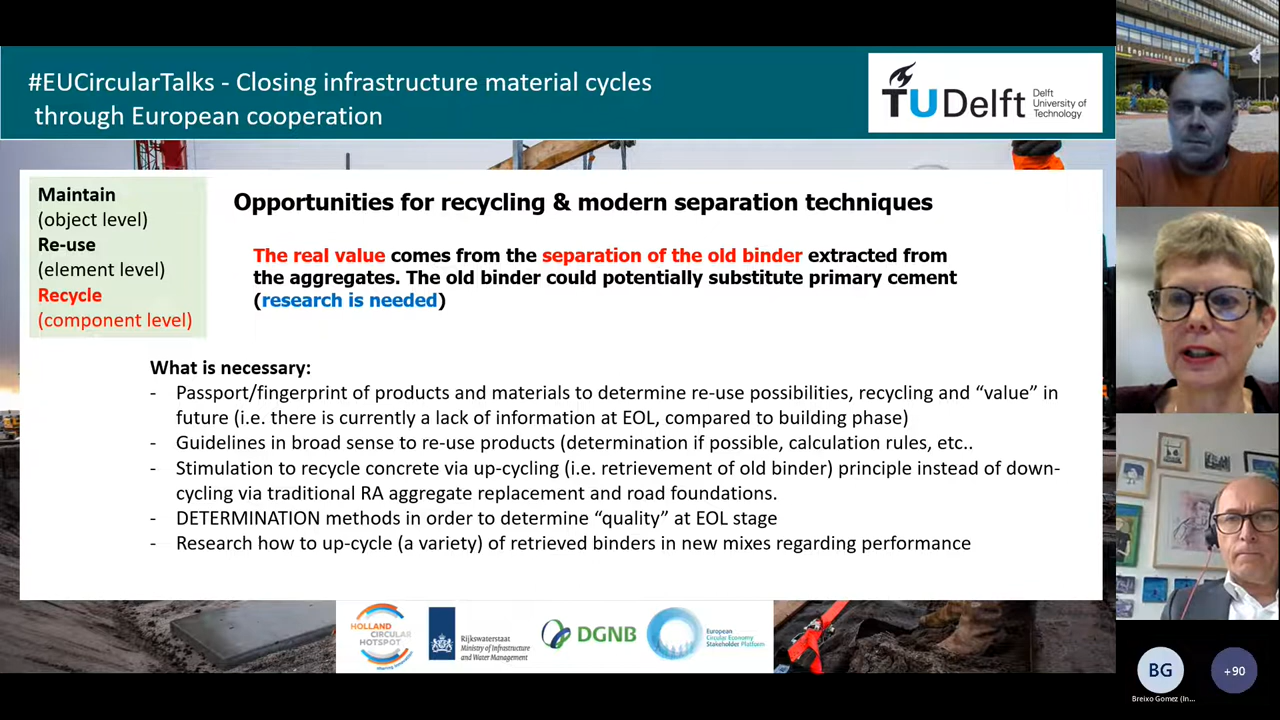 #EUCircularTalks - Closing infrastructure material cycles
through European cooperation
TU Delft
Delft
University of
Technology
Maintain
(object level)
Re-use
(element level)
Recycle
(component level)
Opportunities for recycling & modern separation techniques
The real value comes from the separation of the old binder extracted from
the aggregates. The old binder could potentially substitute primary cement
(research is needed)
What is necessary:
- Passport/fingerprint of products and materials to determine re-use possibilities, recycling and “value” in
future (i.e. there is currently a lack of information at EOL, compared to building phase)
- Guidelines in broad sense to re-use products (determination if possible, calculation rules, etc..
- Stimulation to recycle concrete via up-cycling (i.e. retrievement of old binder) principle instead of down-
cycling via traditional RA aggregate replacement and road foundations.
- DETERMINATION methods in order to determine “quality” at EOL stage
- Research how to up-cycle (a variety) of retrieved binders in new mixes regarding performance
HOLLAND
CIRCULAR
HOTSPOT
Rijkswaterstaat
Ministry of Infrastructure
and Water Management
DGNB
European
Circular Economy
Stakeholder Platform
BG
+90
Breixo Gomez (In...